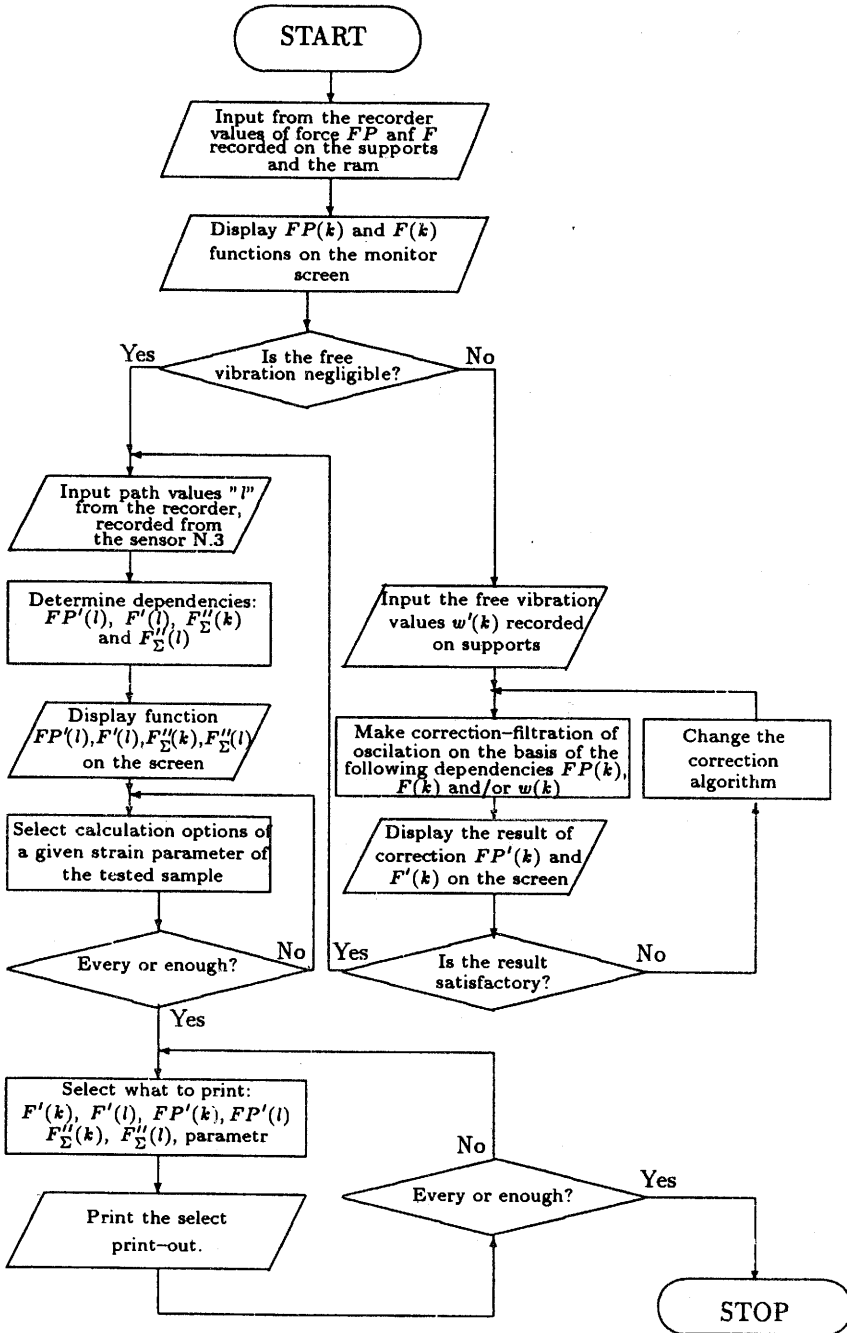 START
Input from the recorder
values of force FP anf F
recorded on the supports
and the ram
Display FP(k) and F(k)
functions on the monitor
screen
Yes
Is the free
vibration negligible?
No
Input path values "l"
from the recorder,
recorded from
the sensor N.3
Determine dependencies:
FP'(l), F'(l), F''Σ(k)
and F''Σ(l)
Display function
FP'(l),F'(l),F''Σ(k),F''Σ(l)
on the screen
Select calculation options of
a given strain parameter of
the tested sample
Every or enough?
No
Yes
Input the free vibration
values w'(k) recorded
on supports
Make correction-filtration of
oscilation on the basis of the
following dependencies FP(k),
F(k) and/or w(k)
Change the
correction
algorithm
Display the result of
correction FP'(k) and
F'(k) on the screen
Yes
Is the result
satisfactory?
No
Select what to print:
F'(k), F'(l), FP'(k), FP'(l)
F''Σ(k), F''Σ(l), parametr
Print the select
print-out.
No
Every or enough?
Yes
STOP